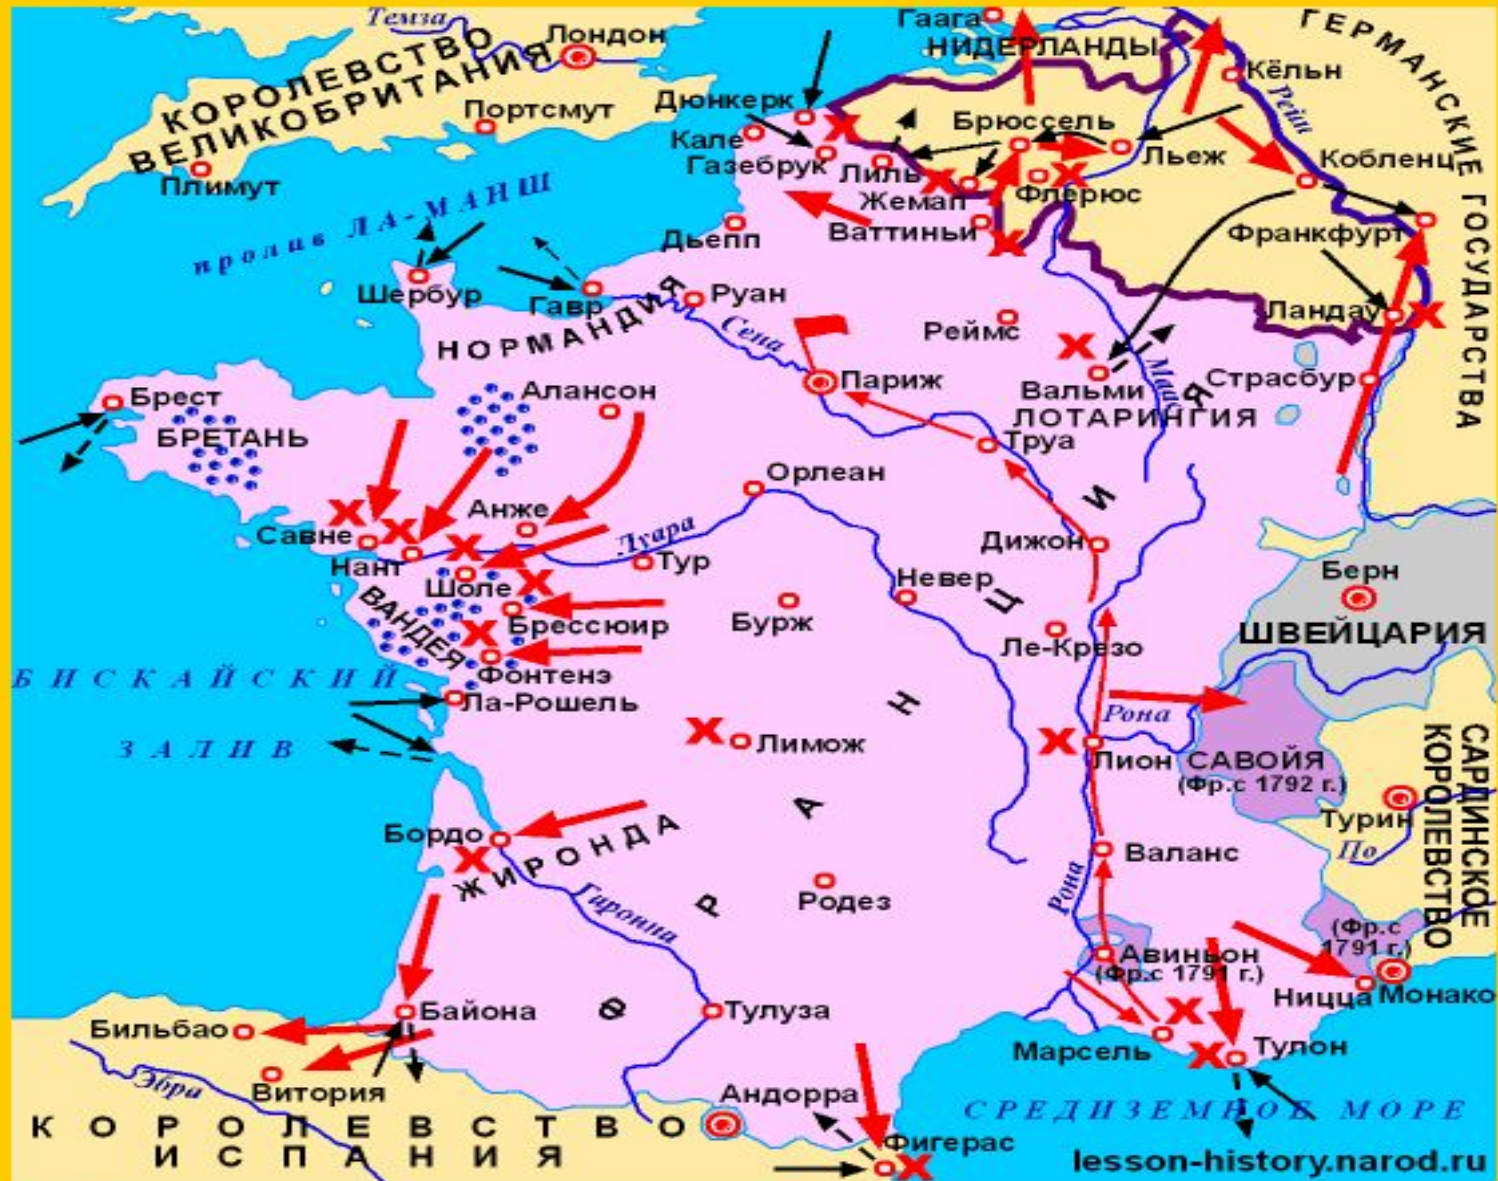 Темза
Лондон
КОРОЛЕВСТВО
ВЕЛИКОБРИТАНИЯ
Портсмут
Плимут
пролив ЛА-МАНШ
Гаага
НИДЕРЛАНДЫ
ГЕРМАНСКИЕ ГОСУДАРСТВА
Кёльн
Рейн
Дюнкерк
Кале
Газебрук
Брюссель
Льеж
Кобленц
Лиль
Жемап
Флёрюс
Дьепп
Ваттиньи
Франкфурт
Шербур
Гавр
Руан
НОРМАНДИЯ
Сена
Реймс
Ландау
Париж
Вальми
Маас
Страсбур
ЛОТАРИНГИЯ
Брест
БРЕТАНЬ
Алансон
Труа
Орлеан
Анже
Савне
Луара
Дижон
Нант
Тур
Шоле
Невер
Берн
ВАНДЕЯ
Брессюир
Бурж
ШВЕЙЦАРИЯ
Ле-Крезо
Фонтенэ
БИСКАЙСКИЙ
ЗАЛИВ
Ла-Рошель
Лимож
Рона
Лион
САВОЙЯ
(Фр.с 1792 г.)
САРДИНСКОЕ
КОРОЛЕВСТВО
Турин
По
Бордо
ЖИРОНДА
Валанс
Родез
Рона
Гаронна
ФРАНЦИЯ
Авиньон
(Фр.с 1791 г.)
(Фр.с
1791 г.)
Ницца
Монако
Байона
Тулуза
Бильбао
Марсель
Тулон
Витория
Эбра
Андорра
СРЕДИЗЕМНОЕ МОРЕ
КОРОЛЕВСТВО
ИСПАНИЯ
Фигерас
lesson-history.narod.ru